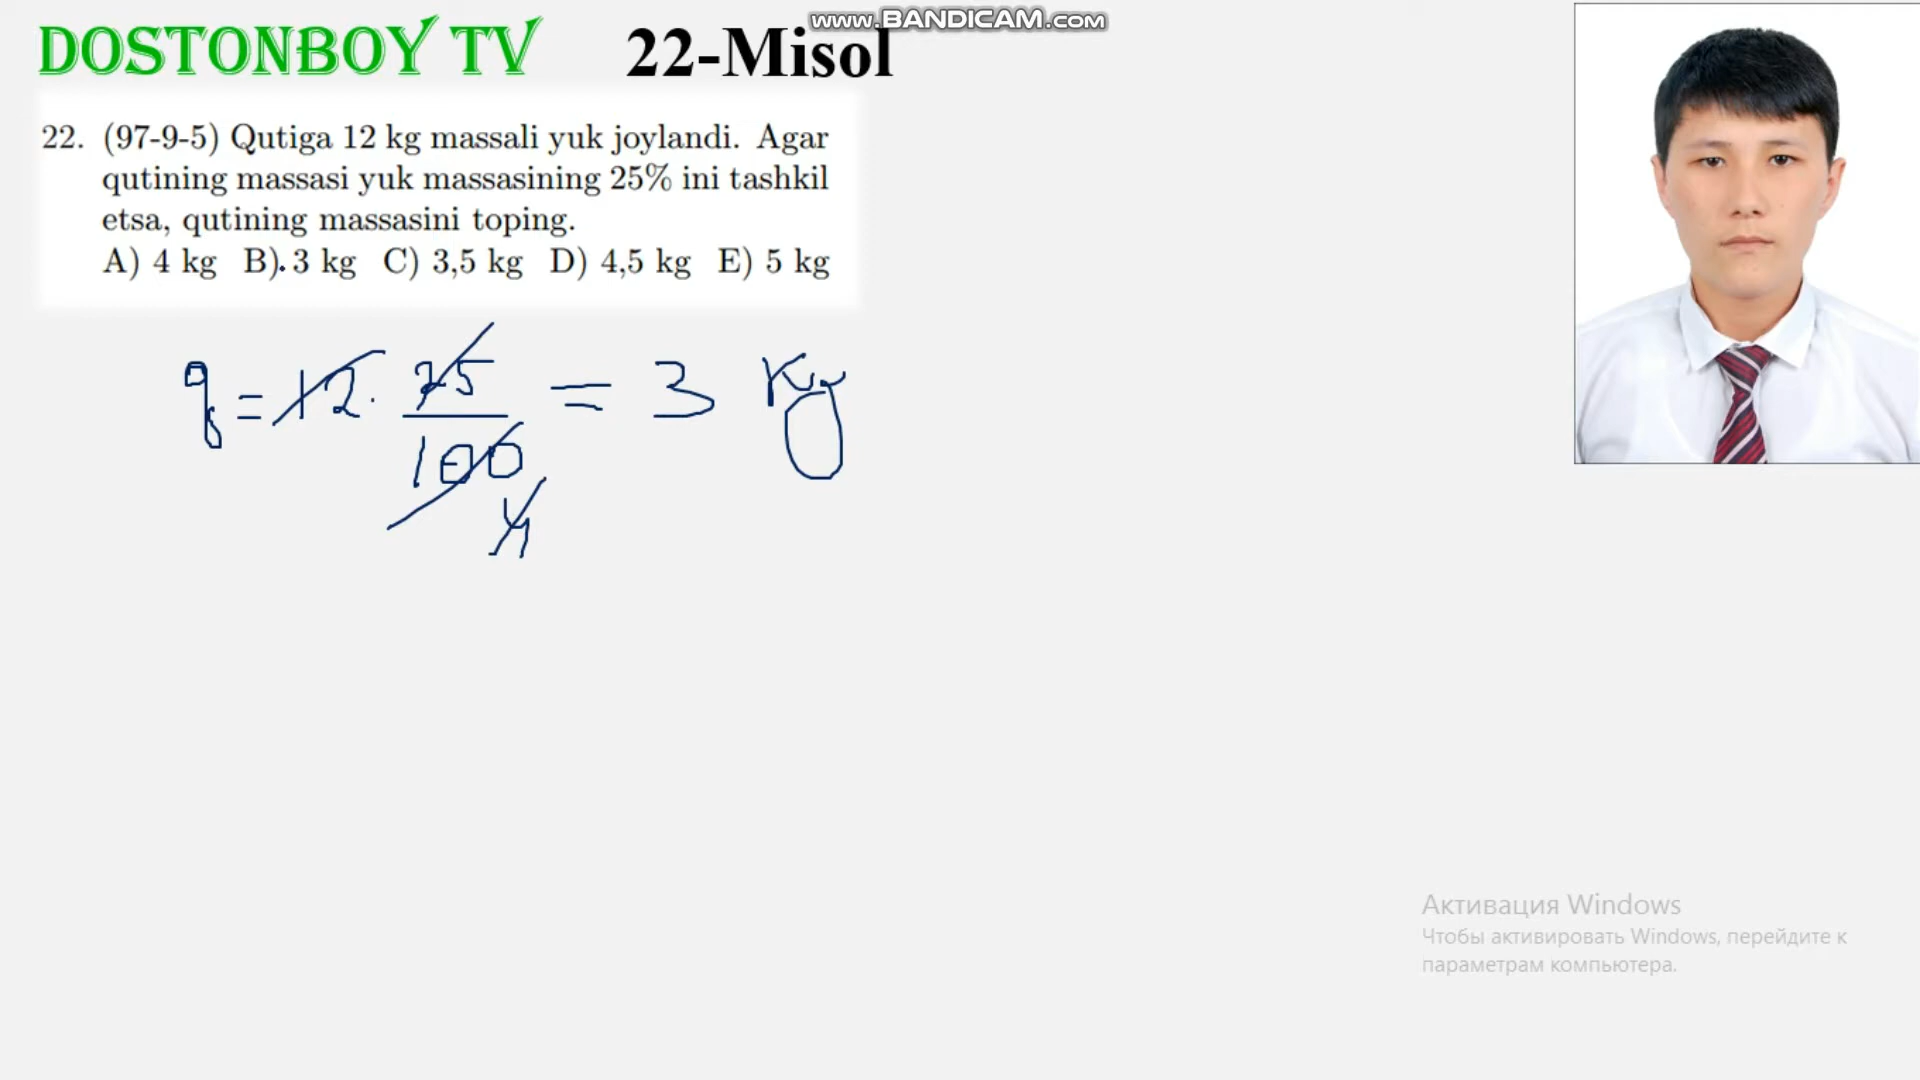 www.BANDICAM.com
DOSTONBOY TV 22-Misol
22. (97-9-5) Qutiga 12 kg massali yuk joylandi. Agar
qutining massasi yuk massasining 25% ini tashkil
etsa, qutining massasini toping.
A) 4 kg B) 3 kg C) 3,5 kg D) 4,5 kg E) 5 kg
q = 12 · 25 = 3 kg
100
4
Активация Windows
Чтобы активировать Windows, перейдите к
параметрам компьютера.